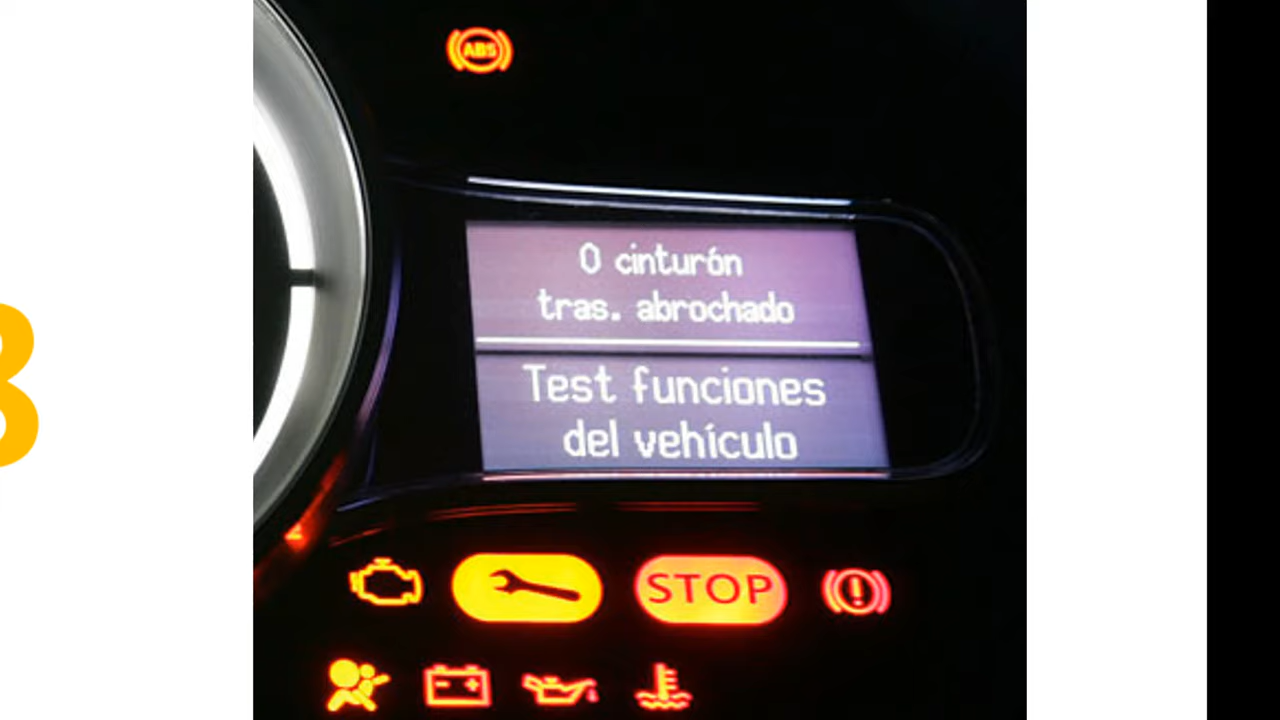 ABS
0 cinturón
tras. abrochado
Test funciones
del vehículo
STOP